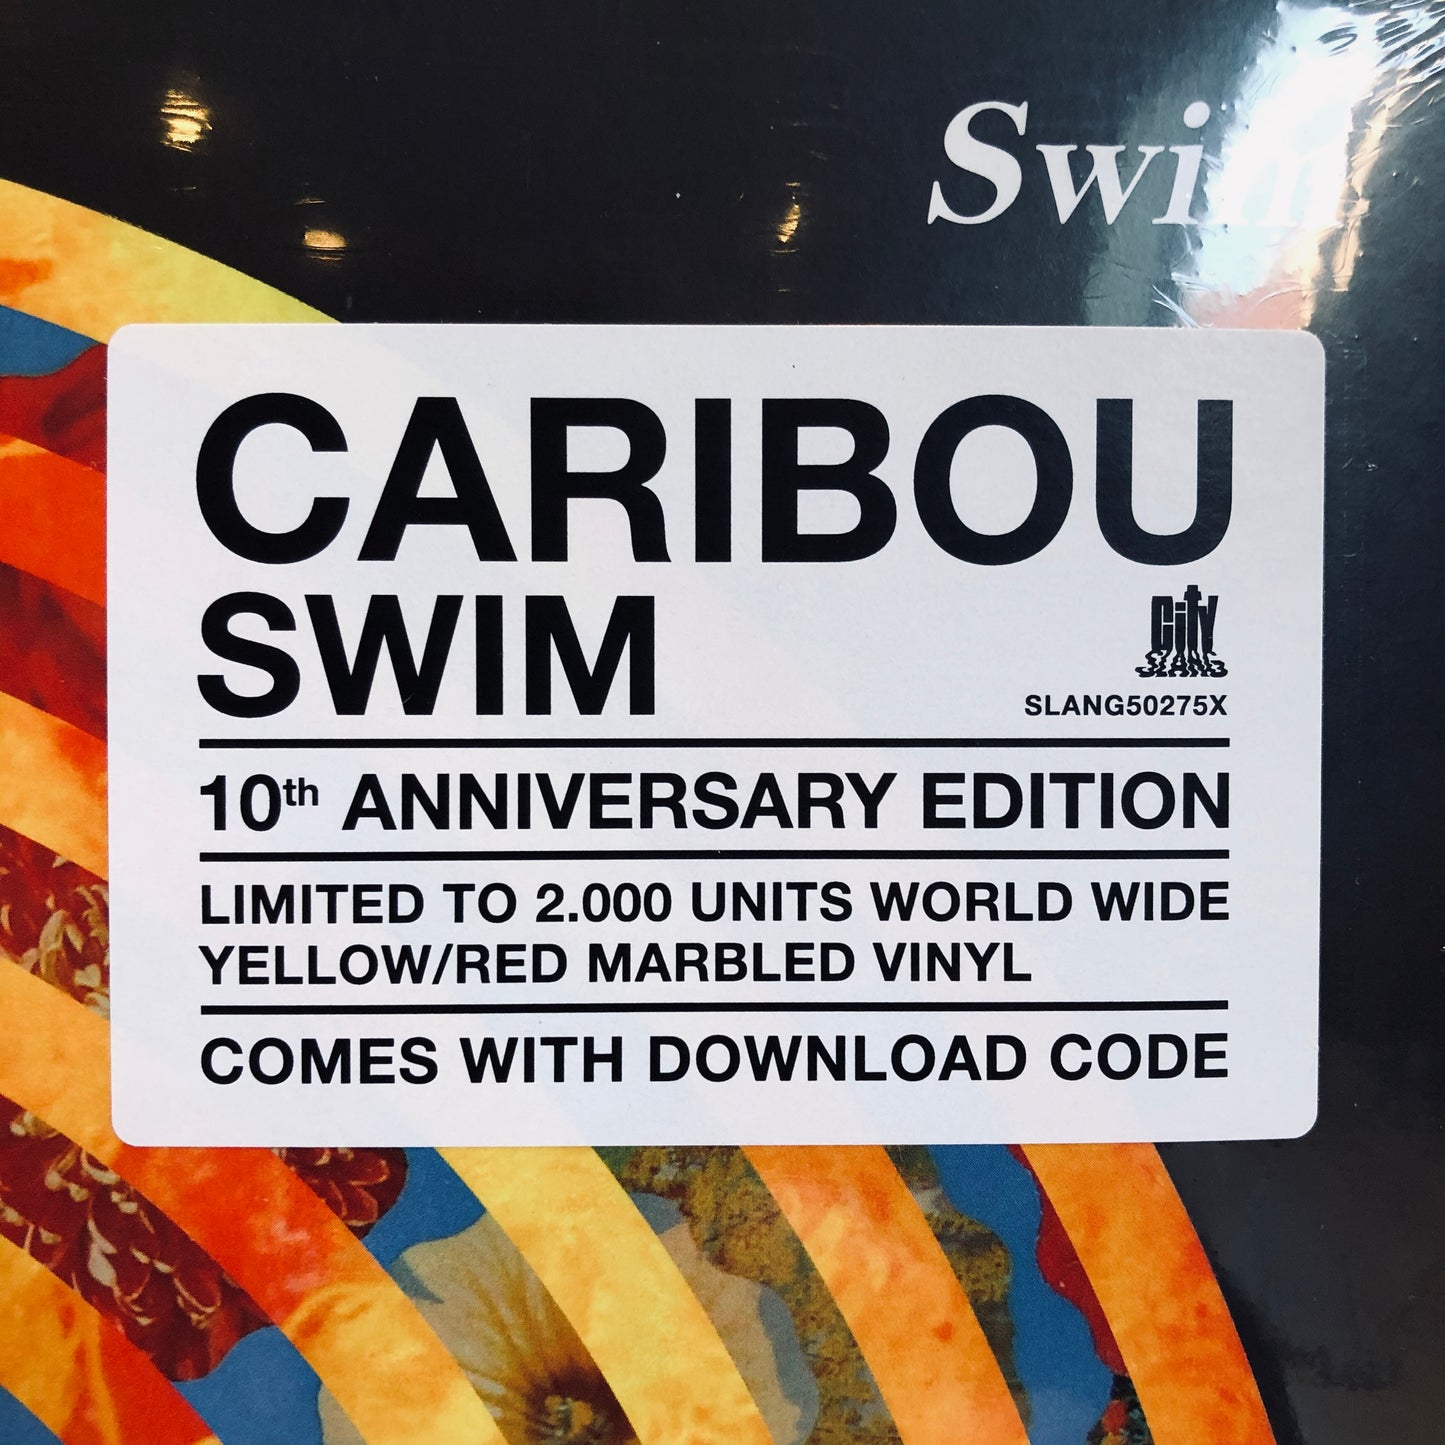 Swim
CARIBOU
SWIM
City
SLANG
SLANG50275X
10th ANNIVERSARY EDITION
LIMITED TO 2.000 UNITS WORLD WIDE
YELLOW/RED MARBLED VINYL
COMES WITH DOWNLOAD CODE